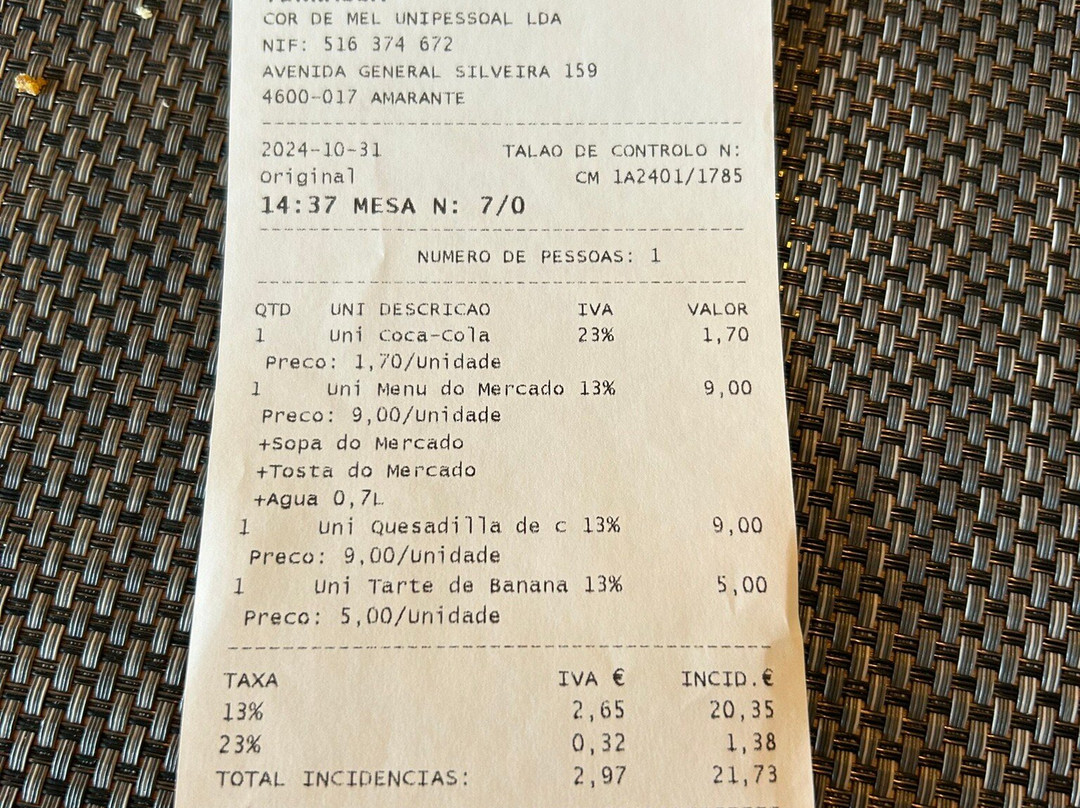 COR DE MEL UNIPESSOAL LDA
NIF: 516 374 672
AVENIDA GENERAL SILVEIRA 159
4600-017 AMARANTE
2024-10-31 TALAO DE CONTROLO N:
Original CM 1A2401/1785
14:37 MESA N: 7/0
NUMERO DE PESSOAS: 1
QTD UNI DESCRICAO IVA VALOR
1 Uni Coca-Cola 23% 1,70
Preco: 1,70/Unidade
1 Uni Menu do Mercado 13% 9,00
Preco: 9,00/Unidade
+Sopa do Mercado
+Tosta do Mercado
+Agua 0,7L
1 Uni Quesadilla de c 13% 9,00
Preco: 9,00/Unidade
1 Uni Tarte de Banana 13% 5,00
Preco: 5,00/Unidade
TAXA IVA € INCID.€
13% 2,65 20,35
23% 0,32 1,38
TOTAL INCIDENCIAS: 2,97 21,73